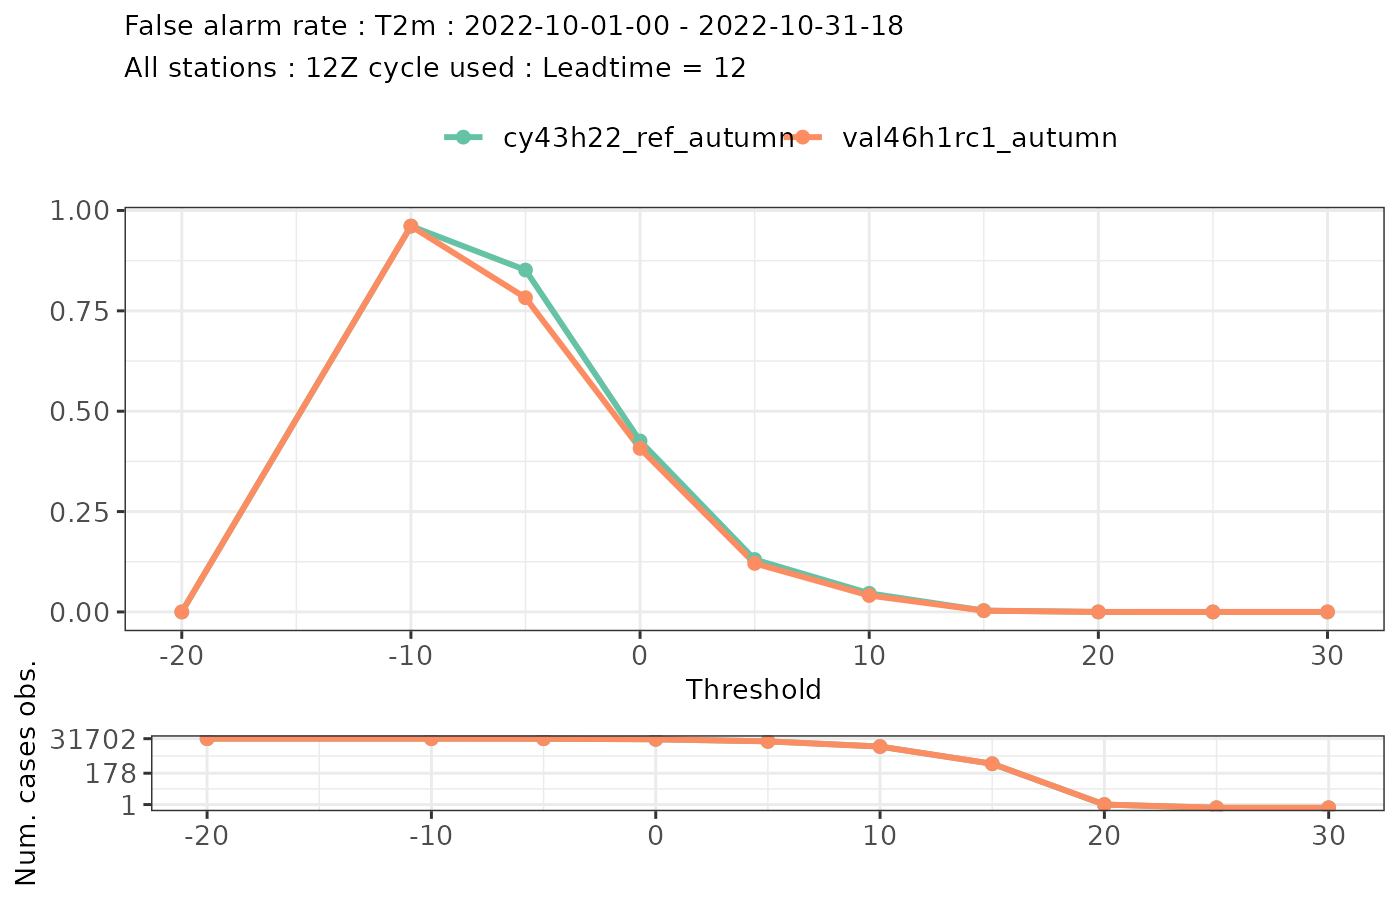 False alarm rate : T2m : 2022-10-01-00 - 2022-10-31-18
All stations : 12Z cycle used : Leadtime = 12
cy43h22_ref_autumn val46h1rc1_autumn
1.00
0.75
0.50
0.25
0.00
-20 -10 0 10 20 30
Threshold
Num. cases obs.
31702
178
1
-20 -10 0 10 20 30